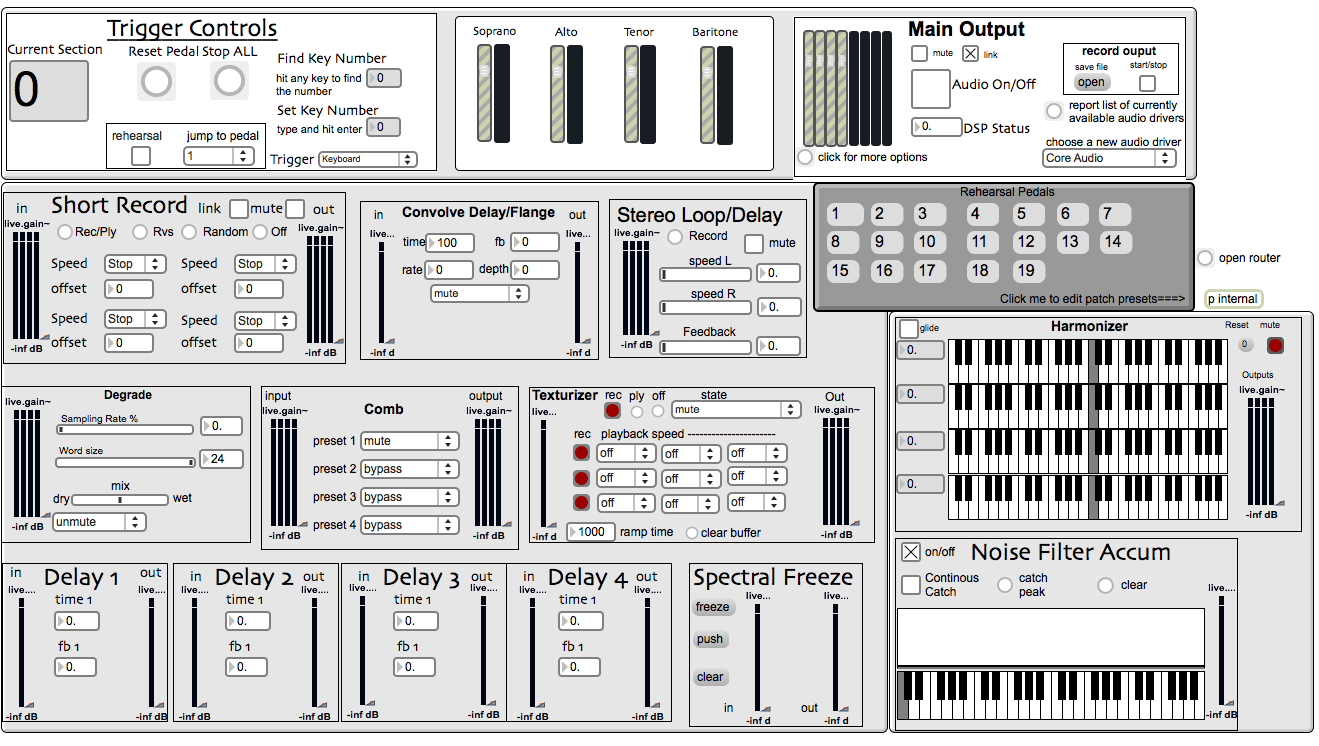 Trigger Controls
Current Section
0
Reset Pedal Stop ALL
Find Key Number
hit any key to find
the number
0
Set Key Number
type and hit enter
0
rehearsal
jump to pedal
1
Trigger
Keyboard
Soprano
Alto
Tenor
Baritone
Main Output
mute
link
Audio On/Off
0.
DSP Status
click for more options
record ouput
save file
start/stop
open
report list of currently
available audio drivers
choose a new audio driver
Core Audio
in
Short Record
link
mute
out
live.gain~
live.gain~
Rec/Ply
Rvs
Random
Off
Speed
Stop
Speed
Stop
offset
0
offset
0
Speed
Stop
Speed
Stop
offset
0
offset
0
-inf dB
-inf dB
in
Convolve Delay/Flange
out
live...
live...
time
100
fb
0
rate
0
depth
0
mute
-inf d
-inf d
Stereo Loop/Delay
live.gain~
Record
mute
speed L
0.
speed R
0.
Feedback
0.
-inf dB
Rehearsal Pedals
1 2 3 4 5 6 7
8 9 10 11 12 13 14
15 16 17 18 19
Click me to edit patch presets===>
open router
p internal
Degrade
live.gain~
Sampling Rate %
0.
Word size
24
mix
dry
wet
unmute
-inf dB
input
output
live.gain~
Comb
live.gain~
preset 1
mute
preset 2
bypass
preset 3
bypass
preset 4
bypass
-inf dB
-inf dB
Texturizer
rec
ply
off
state
Out
live...
mute
live.gain~
rec
playback speed ----------------------
off
off
off
off
off
off
off
off
off
1000
ramp time
clear buffer
-inf d
-inf dB
glide
Harmonizer
Reset
mute
0.
0
0.
Outputs
live.gain~
0.
0.
-inf dB
in
Delay 1
out
live....
live....
time 1
0.
fb 1
0.
-inf dB
-inf dB
in
Delay 2
out
live....
live....
time 1
0.
fb 1
0.
-inf dB
-inf dB
in
Delay 3
out
live....
live....
time 1
0.
fb 1
0.
-inf dB
-inf dB
in
Delay 4
out
live....
live....
time 1
0.
fb 1
0.
-inf dB
-inf dB
Spectral Freeze
live...
live...
freeze
push
clear
in
out
-inf d
-inf d
on/off
Noise Filter Accum
Continous
Catch
catch
peak
clear
live....
-inf dB